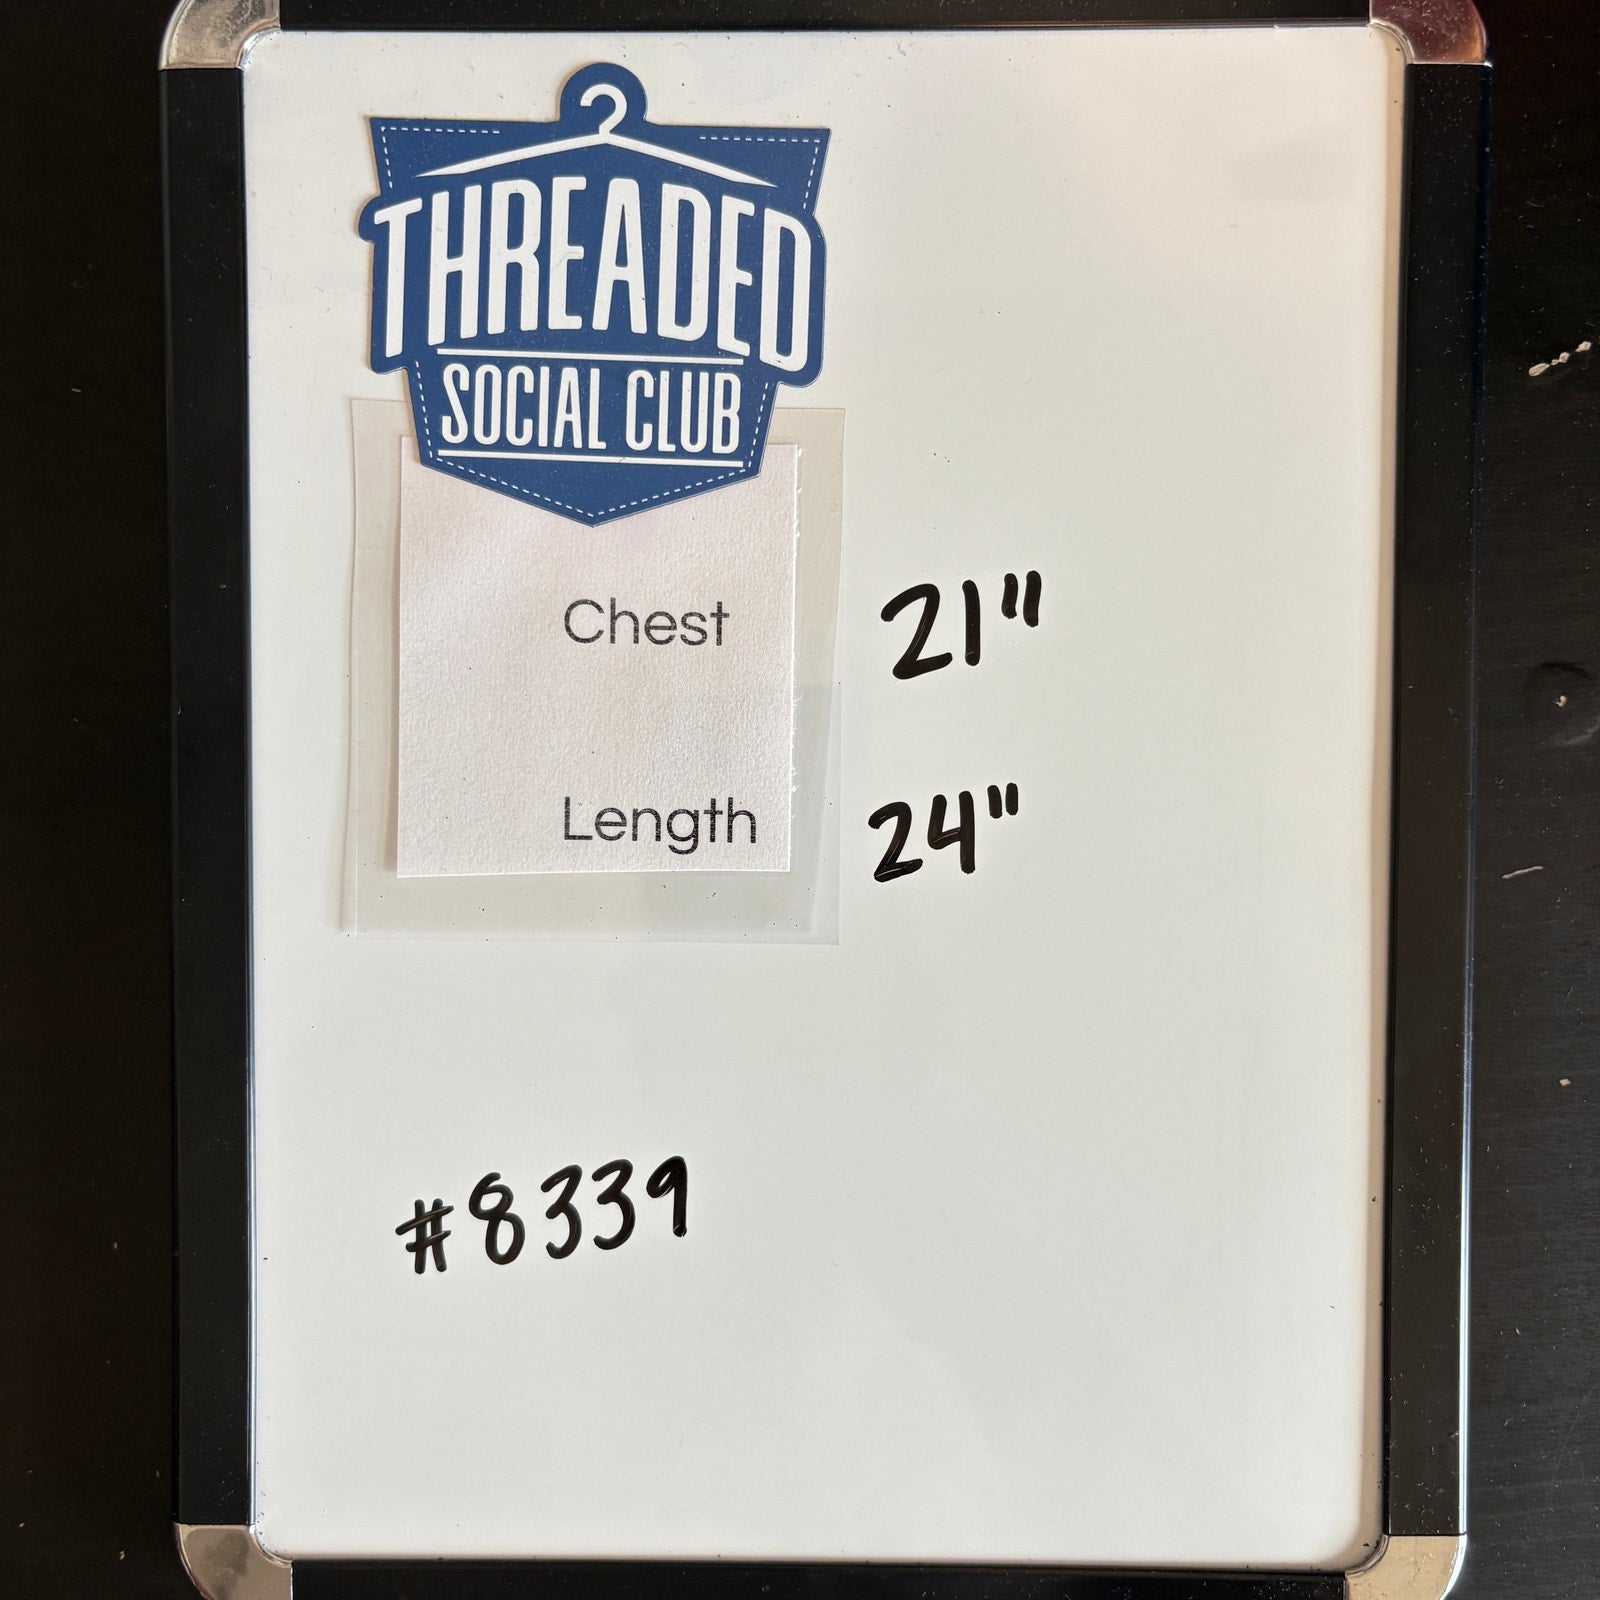 THREADED
SOCIAL CLUB
Chest 21"
Length 24"
#8339